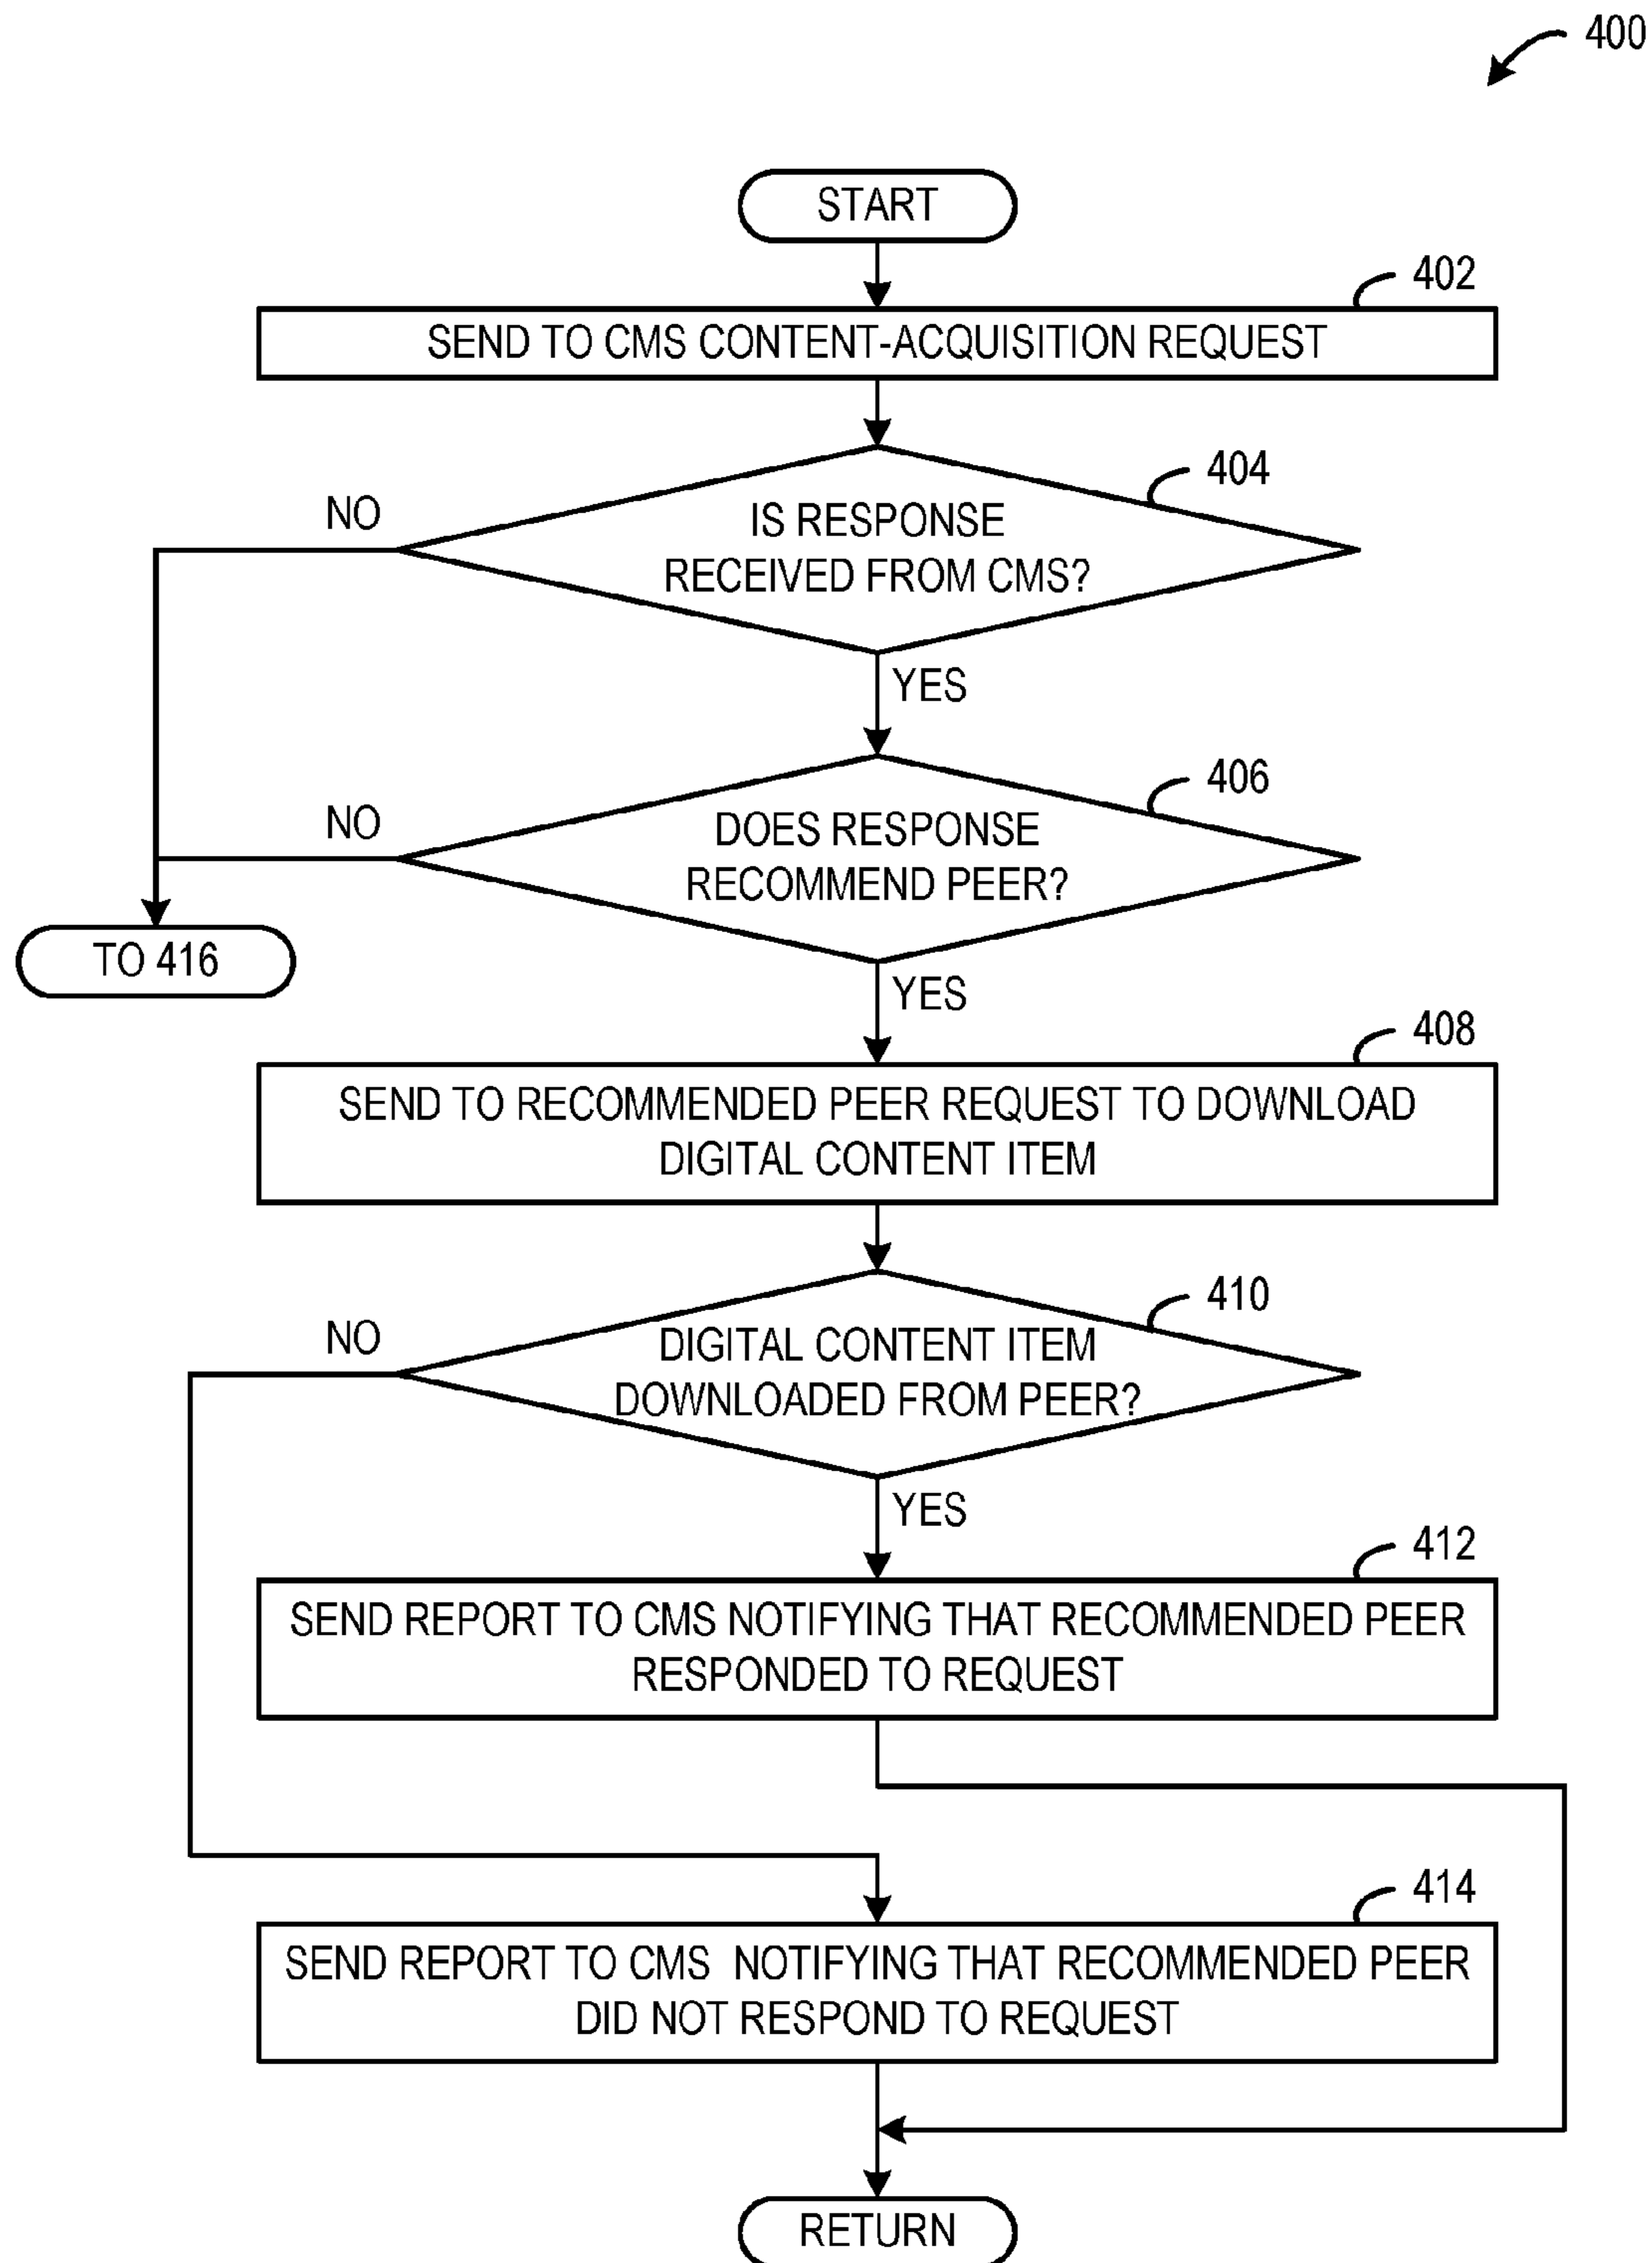 400
START
402
SEND TO CMS CONTENT-ACQUISITION REQUEST
404
NO
IS RESPONSE
RECEIVED FROM CMS?
YES
406
NO
DOES RESPONSE
RECOMMEND PEER?
TO 416
YES
408
SEND TO RECOMMENDED PEER REQUEST TO DOWNLOAD
DIGITAL CONTENT ITEM
410
NO
DIGITAL CONTENT ITEM
DOWNLOADED FROM PEER?
YES
412
SEND REPORT TO CMS NOTIFYING THAT RECOMMENDED PEER
RESPONDED TO REQUEST
414
SEND REPORT TO CMS NOTIFYING THAT RECOMMENDED PEER
DID NOT RESPOND TO REQUEST
RETURN